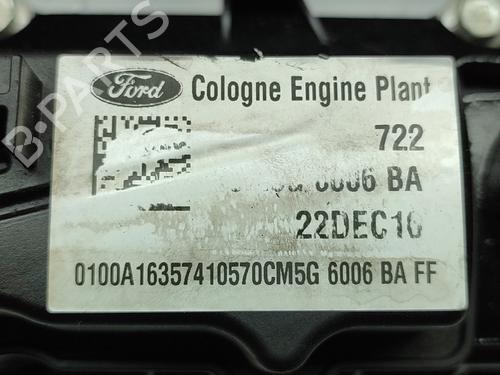 B-PARTS
Ford
Cologne Engine Plant
722
6006 BA
22DEC16
0100A16357410570CM5G 6006 BA FF